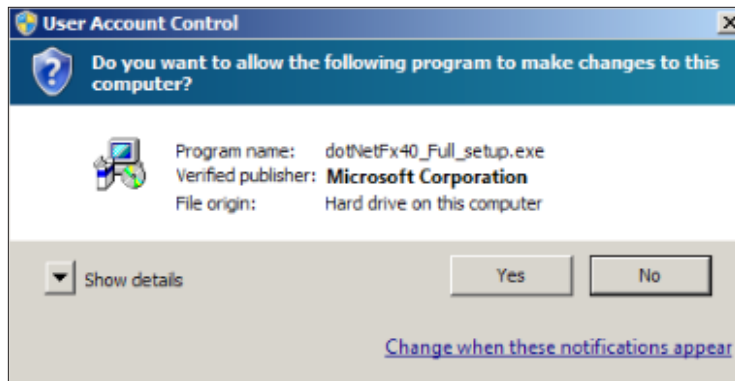 User Account Control
Do you want to allow the following program to make changes to this
computer?
Program name: dotNetFx40_Full_setup.exe
Verified publisher: Microsoft Corporation
File origin: Hard drive on this computer
Show details
Yes
No
Change when these notifications appear